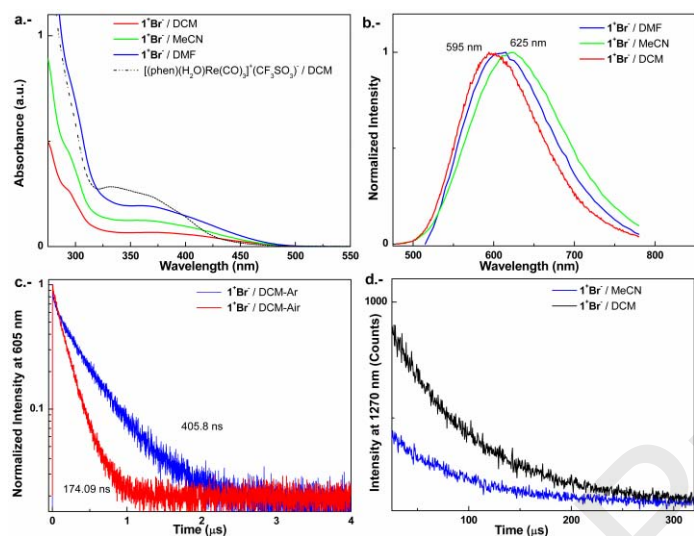 a.-
1⁺Br⁻ / DCM
1⁺Br⁻ / MeCN
1⁺Br⁻ / DMF
[(phen)(H₂O)Re(CO)₃]⁺(CF₃SO₃)⁻ / DCM
Absorbance (a.u.)
1
0
300 350 400 450 500 550
Wavelength (nm)
b.-
595 nm
625 nm
1⁺Br⁻ / DMF
1⁺Br⁻ / MeCN
1⁺Br⁻ / DCM
Normalized Intensity
1
0
500 600 700 800
Wavelength (nm)
c.-
1⁺Br⁻ / DCM-Ar
1⁺Br⁻ / DCM-Air
Normalized Intensity at 605 nm
1
0.1
405.8 ns
174.09 ns
0 1 2 3 4
Time (μs)
d.-
1⁺Br⁻ / MeCN
1⁺Br⁻ / DCM
Intensity at 1270 nm (Counts)
1000
0
100 200 300
Time (μs)